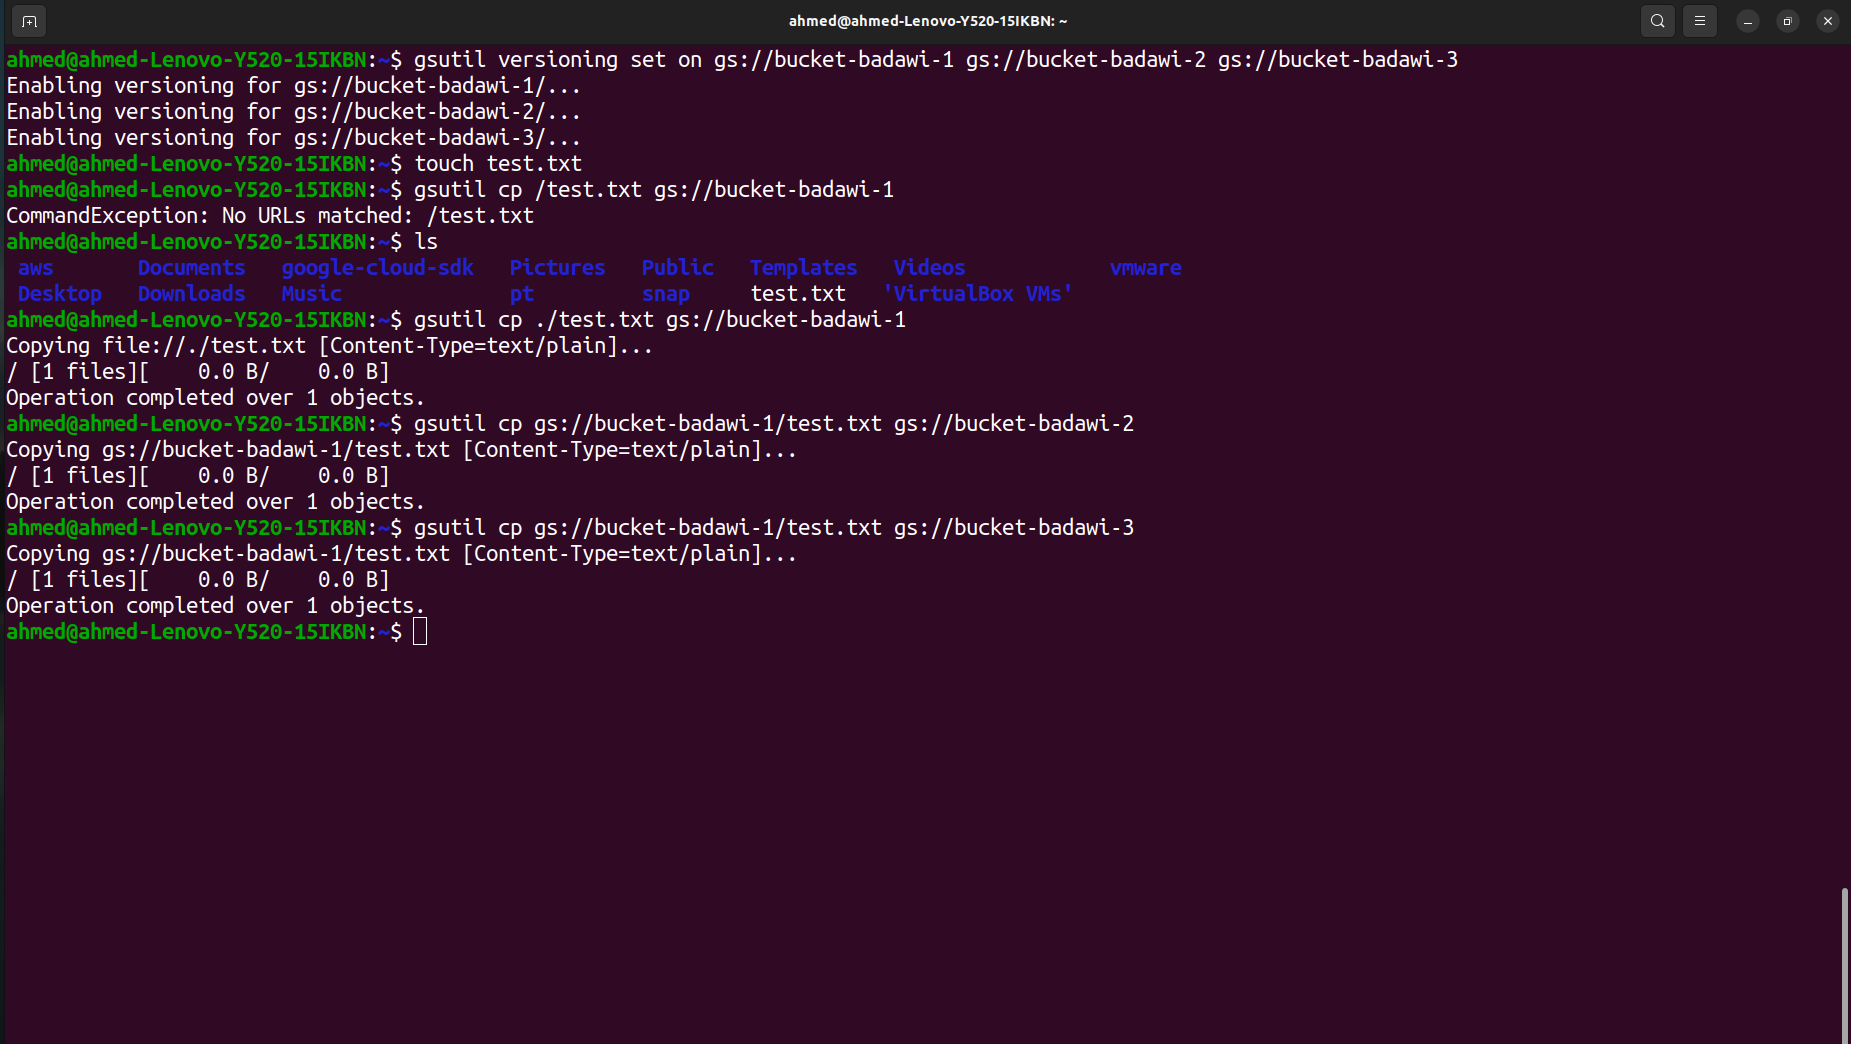 ahmed@ahmed-Lenovo-Y520-15IKBN: ~
ahmed@ahmed-Lenovo-Y520-15IKBN:~$ gsutil versioning set on gs://bucket-badawi-1 gs://bucket-badawi-2 gs://bucket-badawi-3
Enabling versioning for gs://bucket-badawi-1/...
Enabling versioning for gs://bucket-badawi-2/...
Enabling versioning for gs://bucket-badawi-3/...
ahmed@ahmed-Lenovo-Y520-15IKBN:~$ touch test.txt
ahmed@ahmed-Lenovo-Y520-15IKBN:~$ gsutil cp /test.txt gs://bucket-badawi-1
CommandException: No URLs matched: /test.txt
ahmed@ahmed-Lenovo-Y520-15IKBN:~$ ls
aws Documents google-cloud-sdk Pictures Public Templates Videos vmware
Desktop Downloads Music pt snap test.txt 'VirtualBox VMs'
ahmed@ahmed-Lenovo-Y520-15IKBN:~$ gsutil cp ./test.txt gs://bucket-badawi-1
Copying file://./test.txt [Content-Type=text/plain]...
/ [1 files][    0.0 B/    0.0 B]
Operation completed over 1 objects.
ahmed@ahmed-Lenovo-Y520-15IKBN:~$ gsutil cp gs://bucket-badawi-1/test.txt gs://bucket-badawi-2
Copying gs://bucket-badawi-1/test.txt [Content-Type=text/plain]...
/ [1 files][    0.0 B/    0.0 B]
Operation completed over 1 objects.
ahmed@ahmed-Lenovo-Y520-15IKBN:~$ gsutil cp gs://bucket-badawi-1/test.txt gs://bucket-badawi-3
Copying gs://bucket-badawi-1/test.txt [Content-Type=text/plain]...
/ [1 files][    0.0 B/    0.0 B]
Operation completed over 1 objects.
ahmed@ahmed-Lenovo-Y520-15IKBN:~$